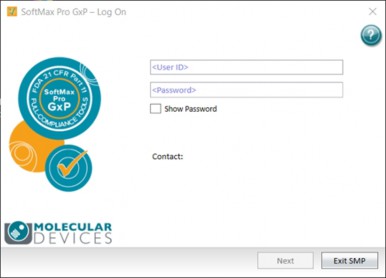 SoftMax Pro GxP – Log On
?
<User ID>
<Password>
Show Password
FDA 21 CFR Part 11
SoftMax
Pro
GxP
FULL-COMPLIANCE TOOLS
Contact:
MOLECULAR
DEVICES
Next
Exit SMP